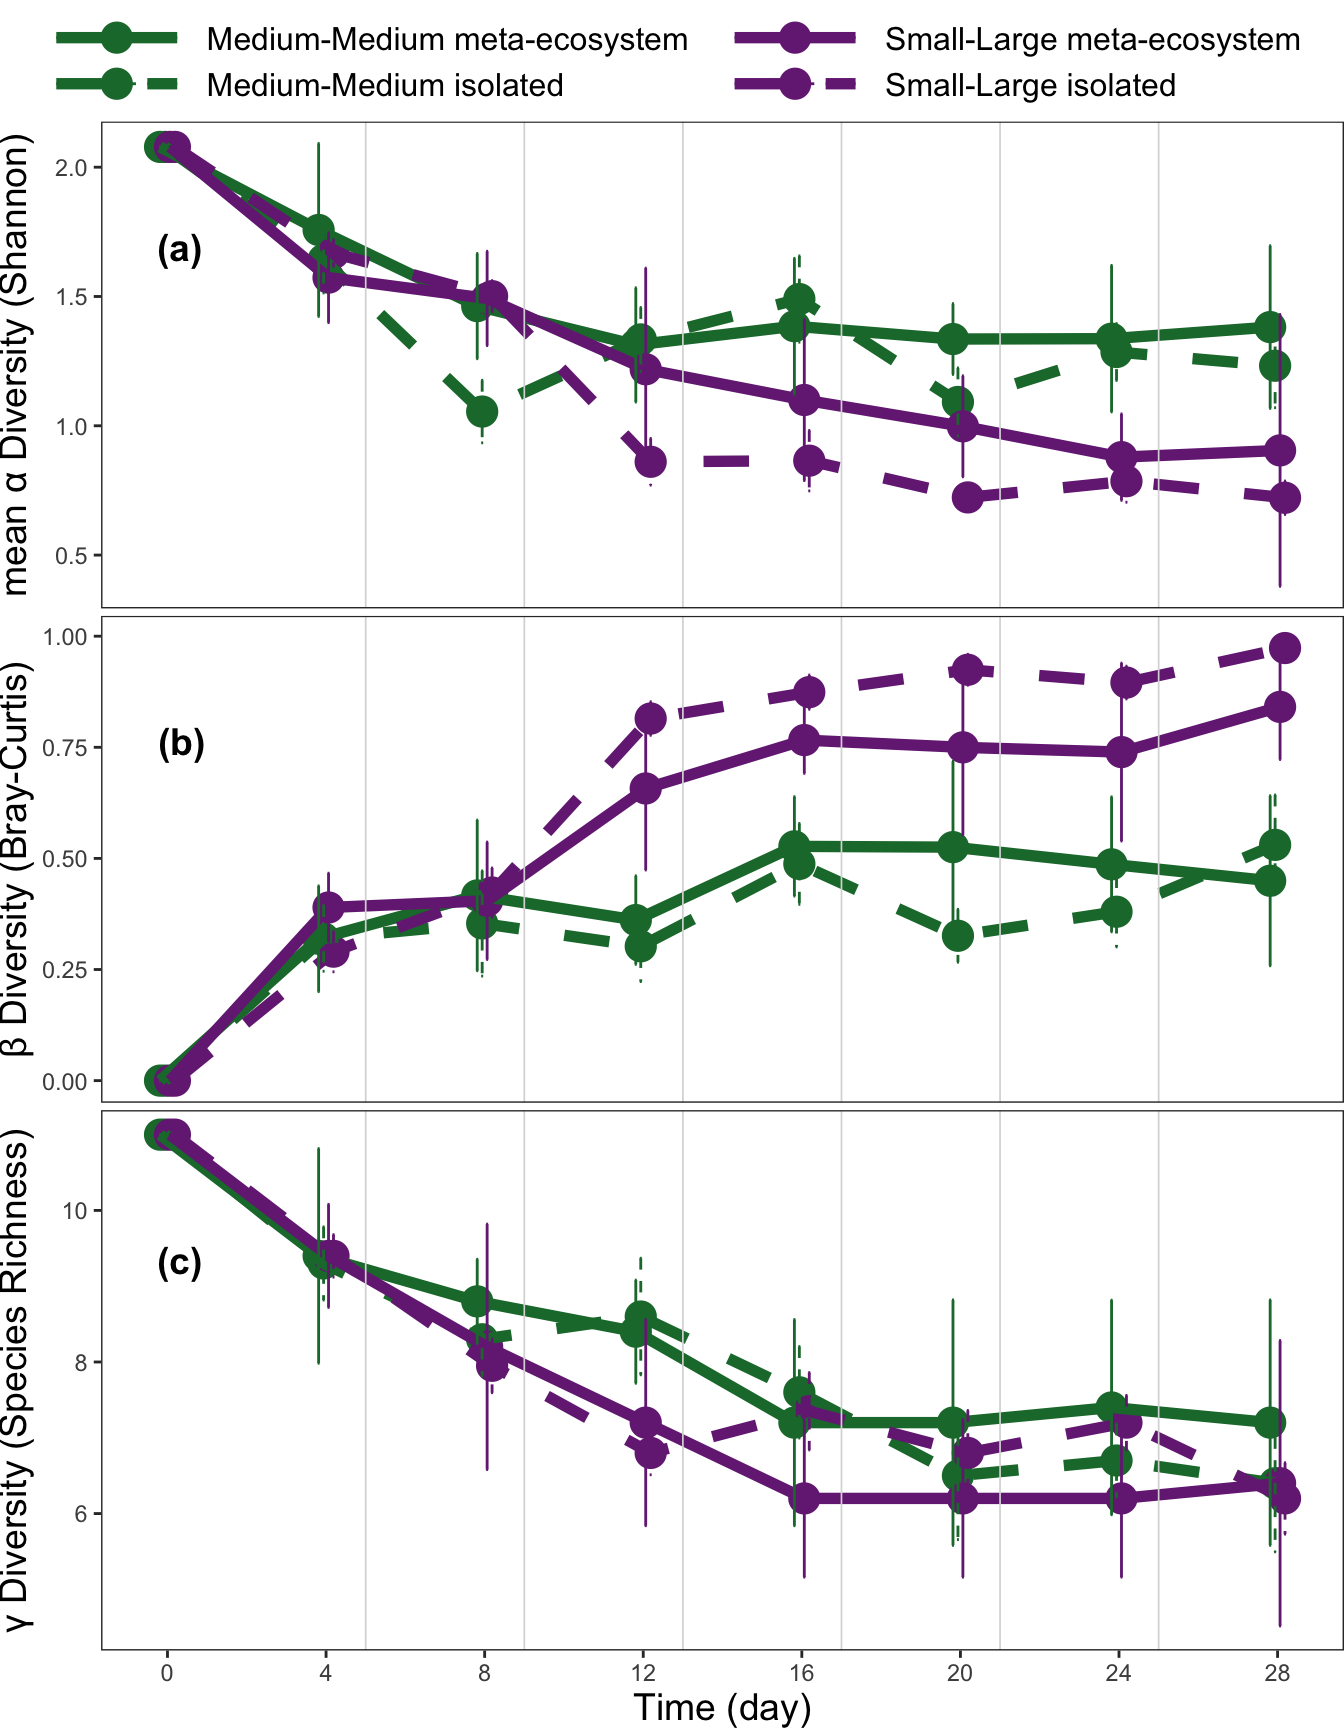 Medium-Medium meta-ecosystem
Small-Large meta-ecosystem
Medium-Medium isolated
Small-Large isolated
mean α Diversity (Shannon)
2.0
1.5
1.0
0.5
(a)
β Diversity (Bray-Curtis)
1.00
0.75
0.50
0.25
0.00
(b)
γ Diversity (Species Richness)
10
8
6
(c)
0 4 8 12 16 20 24 28
Time (day)